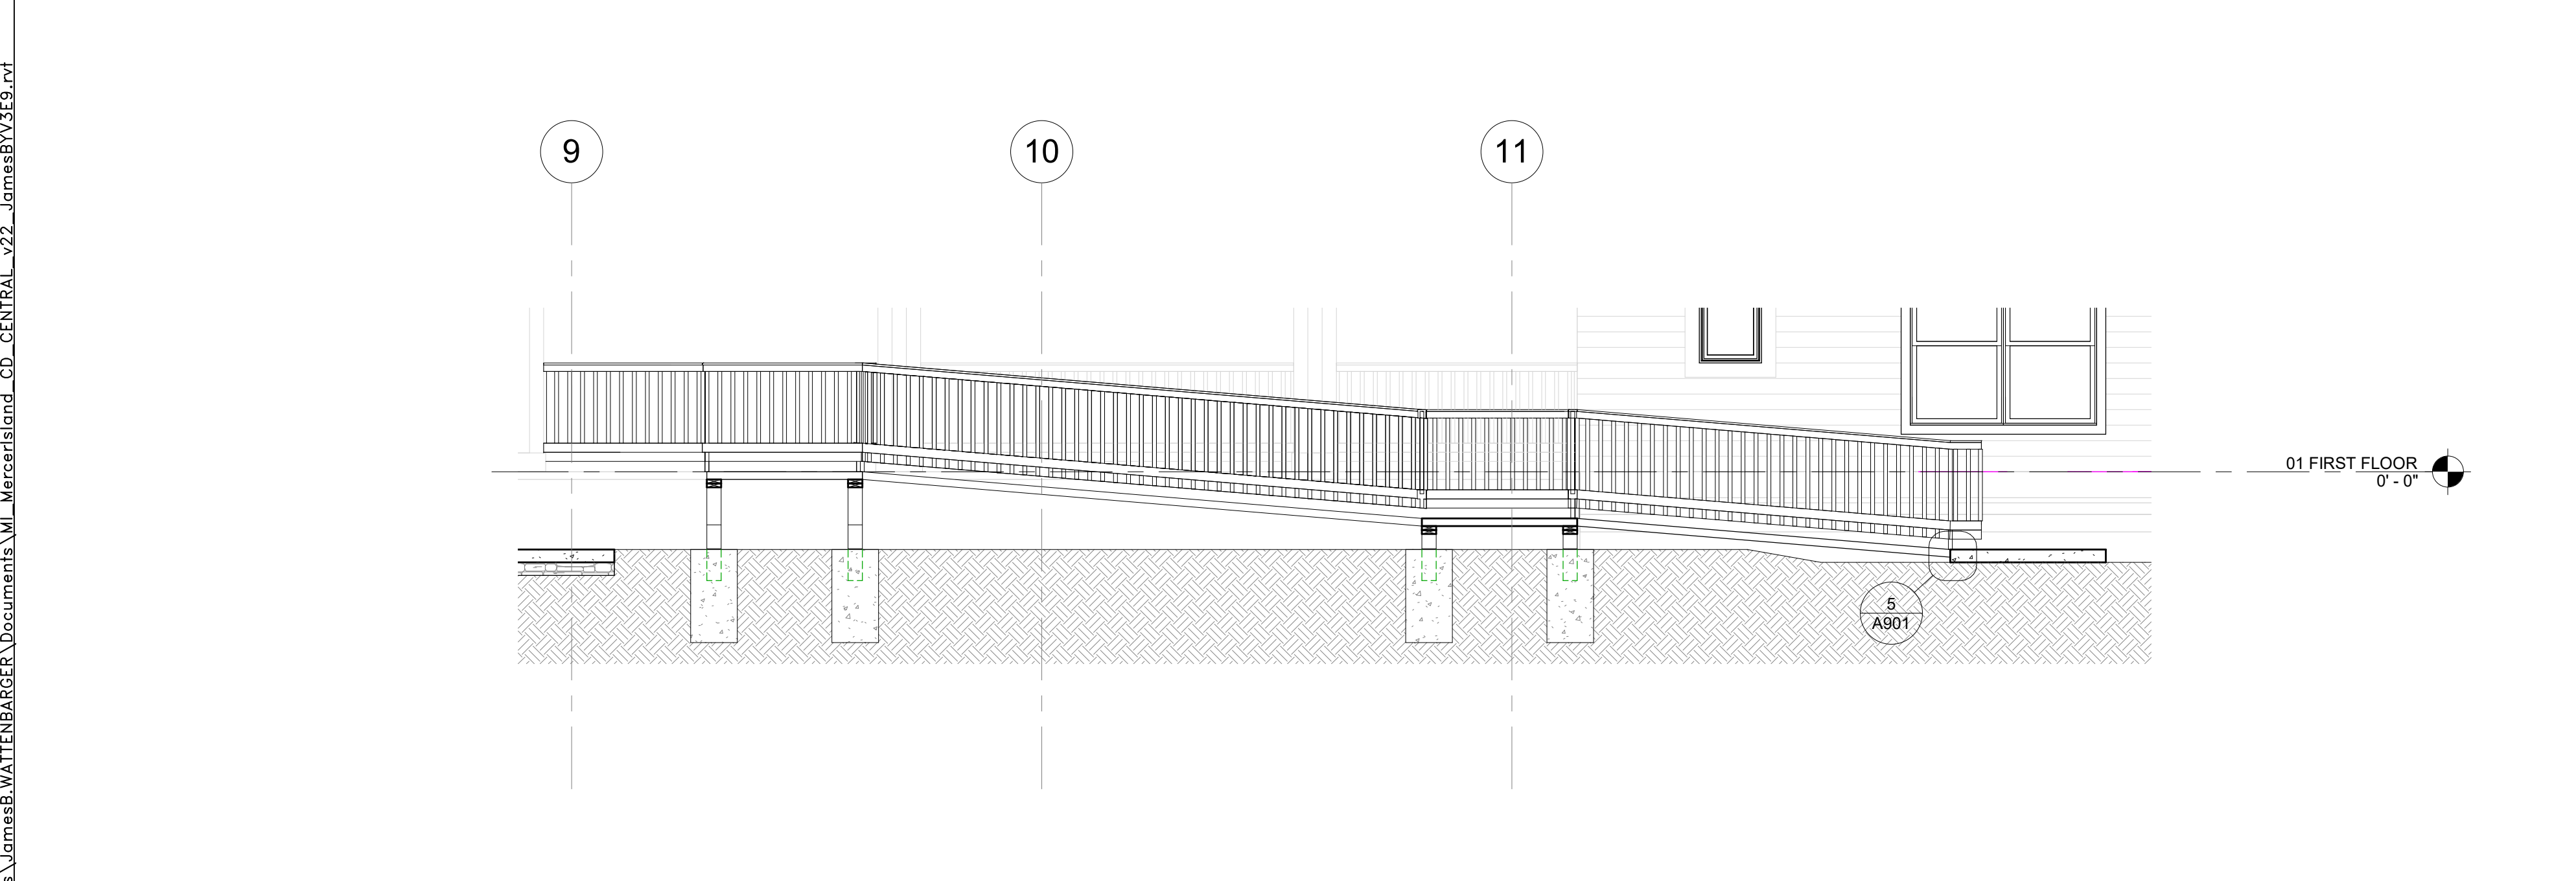 s\JamesB.WATTENBARGER\Documents\MI_MercerIsland_CD_CENTRAL_v22_JamesBYV3E9.rvt
9
10
11
01 FIRST FLOOR
0' - 0"
5
A901